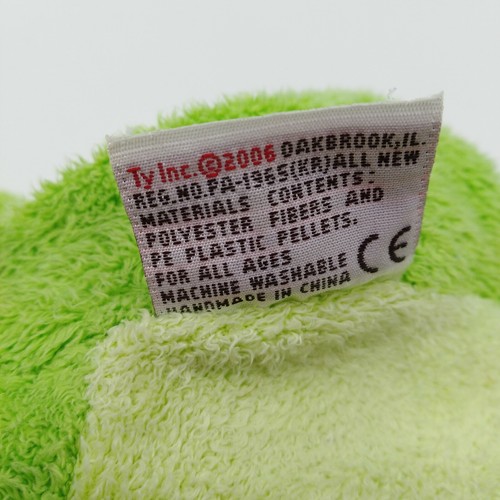 Ty Inc.©2006 OAKBROOK,IL.
REG.NO.PA-1965(KR)ALL NEW
MATERIALS CONTENTS:
POLYESTER FIBERS AND
PE PLASTIC PELLETS.
FOR ALL AGES
MACHINE WASHABLE CE
HANDMADE IN CHINA